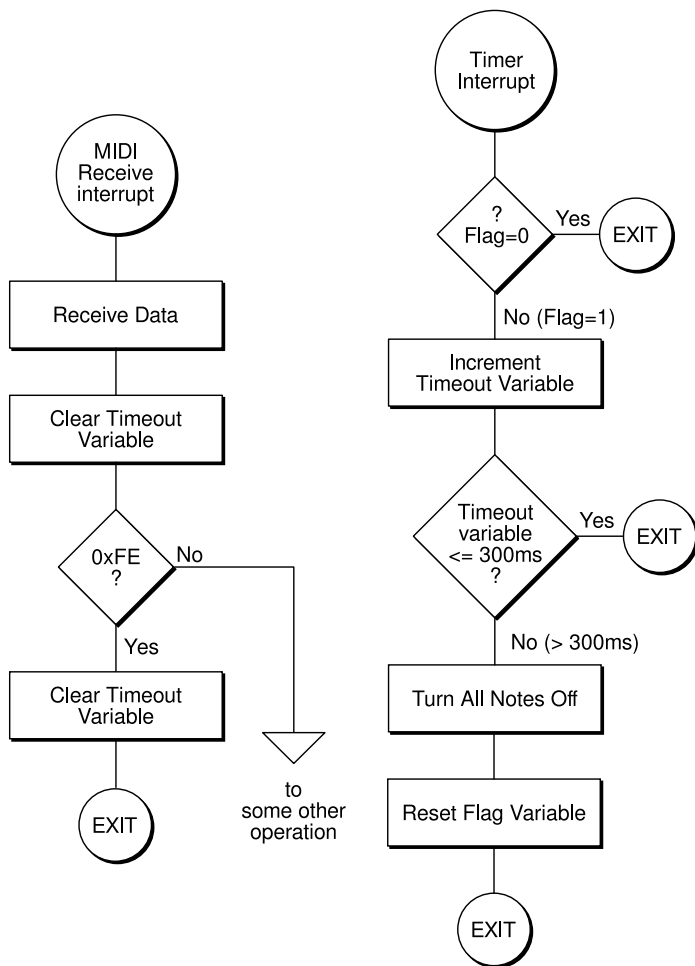 MIDI
Receive
interrupt
Receive Data
Clear Timeout
Variable
0xFE
?
No
Yes
Clear Timeout
Variable
EXIT
to
some other
operation
Timer
Interrupt
?
Flag=0
Yes
EXIT
No (Flag=1)
Increment
Timeout Variable
Timeout
variable
<= 300ms
?
Yes
EXIT
No (> 300ms)
Turn All Notes Off
Reset Flag Variable
EXIT